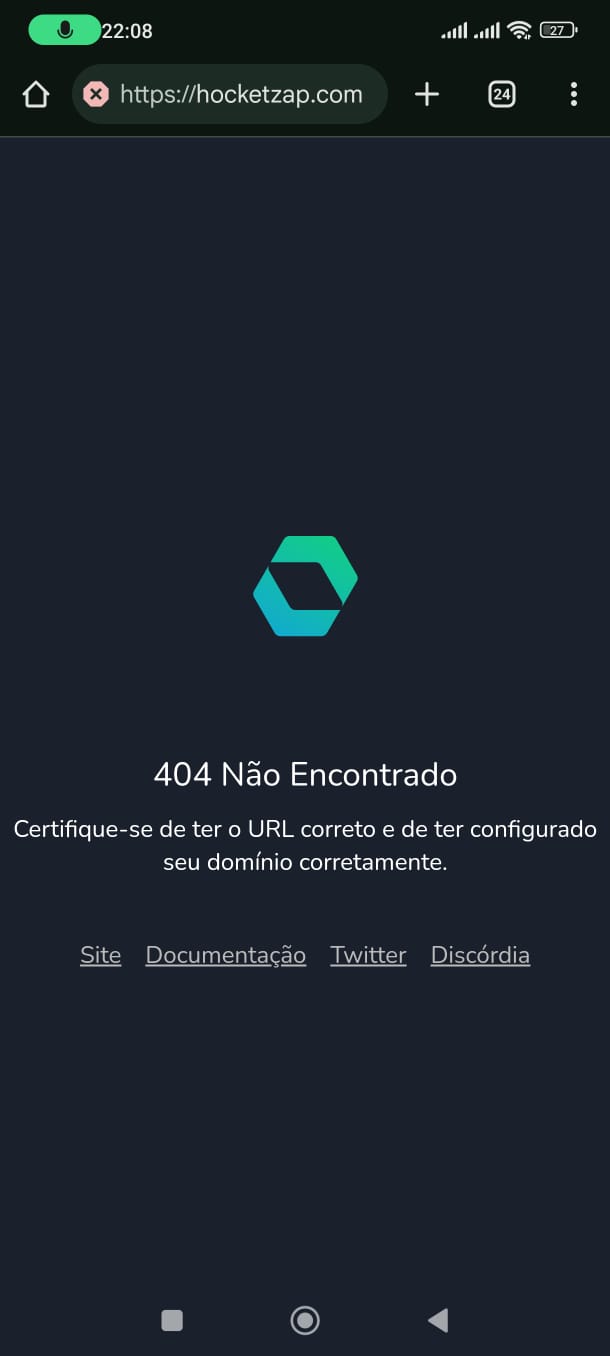 22:08
27
https://hocketzap.com
24
404 Não Encontrado
Certifique-se de ter o URL correto e de ter configurado
seu domínio corretamente.
Site Documentação Twitter Discórdia